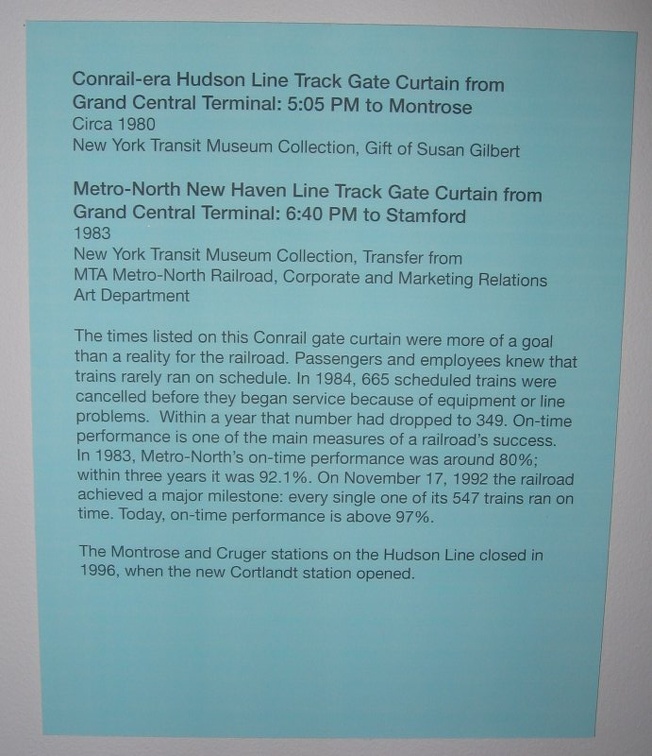 Conrail-era Hudson Line Track Gate Curtain from
Grand Central Terminal: 5:05 PM to Montrose
Circa 1980
New York Transit Museum Collection, Gift of Susan Gilbert
Metro-North New Haven Line Track Gate Curtain from
Grand Central Terminal: 6:40 PM to Stamford
1983
New York Transit Museum Collection, Transfer from
MTA Metro-North Railroad, Corporate and Marketing Relations
Art Department
The times listed on this Conrail gate curtain were more of a goal
than a reality for the railroad. Passengers and employees knew that
trains rarely ran on schedule. In 1984, 665 scheduled trains were
cancelled before they began service because of equipment or line
problems.  Within a year that number had dropped to 349. On-time
performance is one of the main measures of a railroad's success.
In 1983, Metro-North's on-time performance was around 80%;
within three years it was 92.1%. On November 17, 1992 the railroad
achieved a major milestone: every single one of its 547 trains ran on
time. Today, on-time performance is above 97%.
The Montrose and Cruger stations on the Hudson Line closed in
1996, when the new Cortlandt station opened.